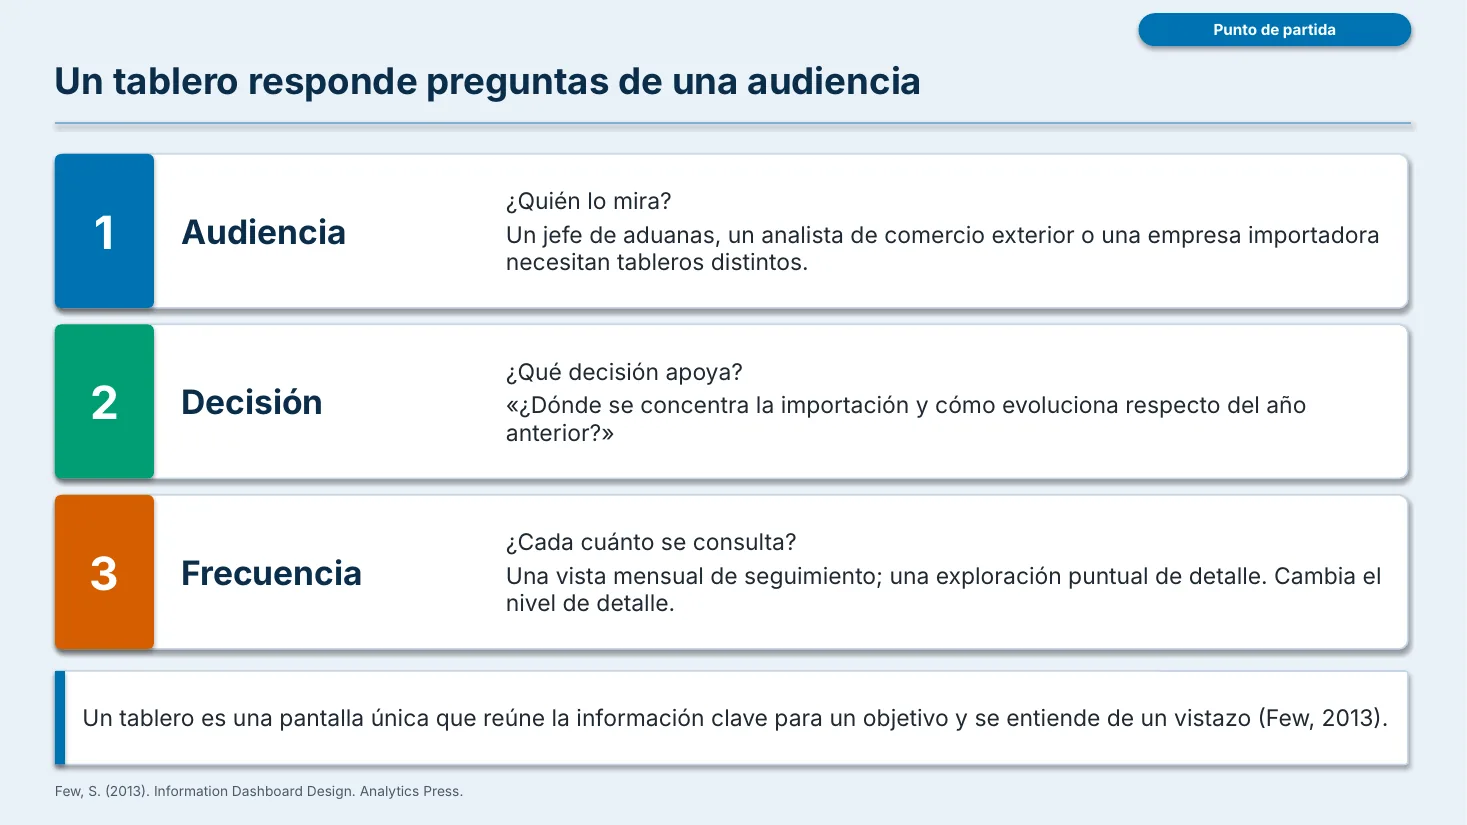 Punto de partida
Un tablero responde preguntas de una audiencia
1
Audiencia
¿Quién lo mira?
Un jefe de aduanas, un analista de comercio exterior o una empresa importadora
necesitan tableros distintos.
2
Decisión
¿Qué decisión apoya?
«¿Dónde se concentra la importación y cómo evoluciona respecto del año
anterior?»
3
Frecuencia
¿Cada cuánto se consulta?
Una vista mensual de seguimiento; una exploración puntual de detalle. Cambia el
nivel de detalle.
Un tablero es una pantalla única que reúne la información clave para un objetivo y se entiende de un vistazo (Few, 2013).
Few, S. (2013). Information Dashboard Design. Analytics Press.